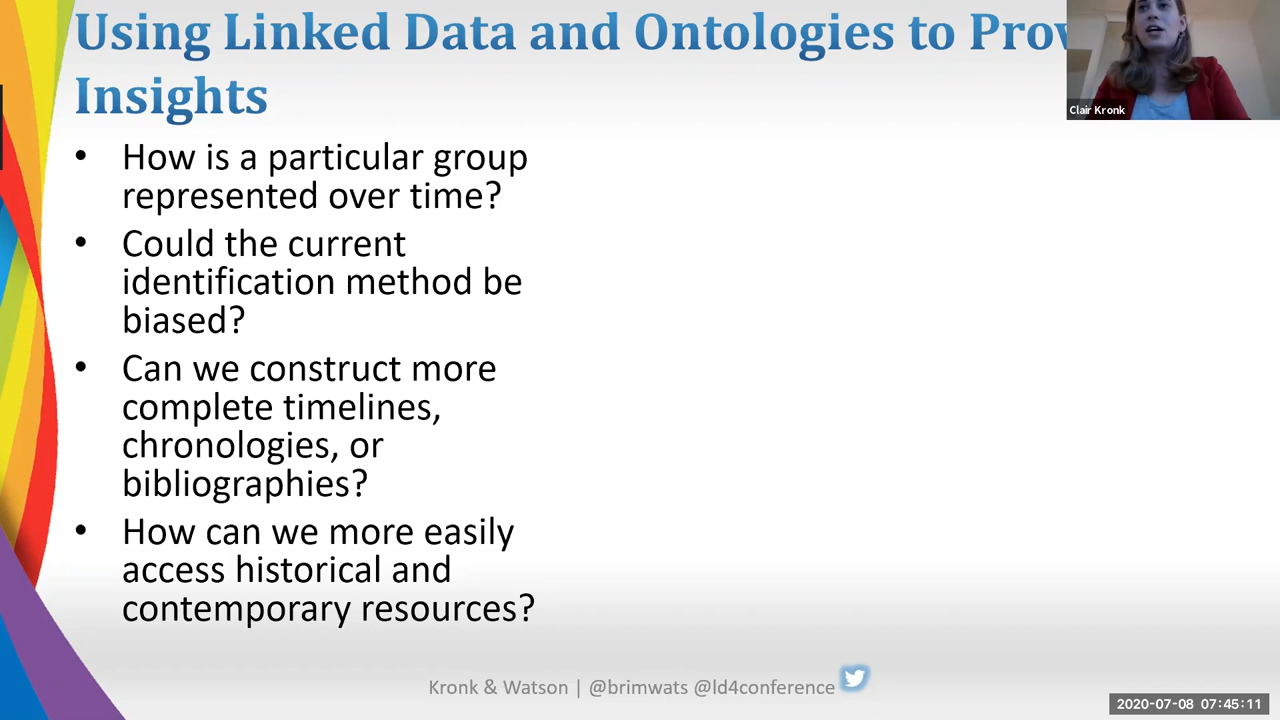 Using Linked Data and Ontologies to Prov
Insights
Clair Kronk
• How is a particular group
represented over time?
• Could the current
identification method be
biased?
• Can we construct more
complete timelines,
chronologies, or
bibliographies?
• How can we more easily
access historical and
contemporary resources?
Kronk & Watson | @brimwats @ld4conference
2020-07-08 07:45:11